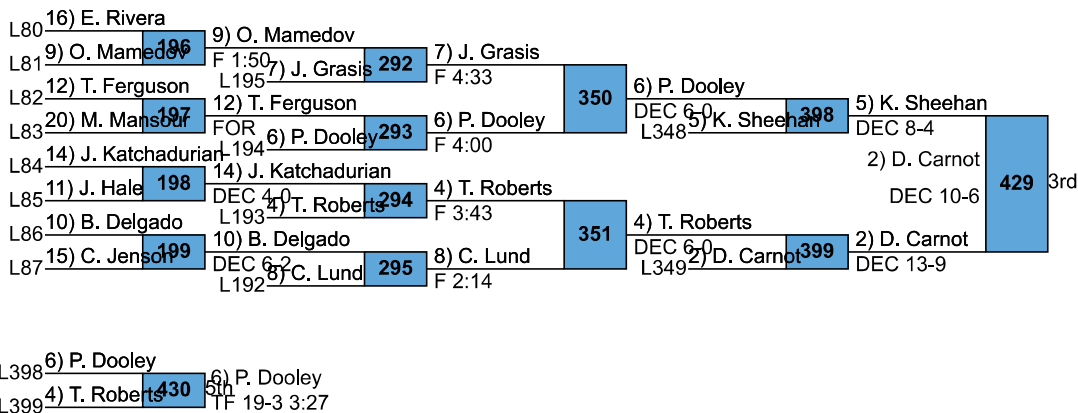 L80 16) E. Rivera
196
L81 9) O. Mamedov
9) O. Mamedov
F 1:50
292
L195 7) J. Grasis
7) J. Grasis
F 4:33
L82 12) T. Ferguson
197
L83 20) M. Mansour
12) T. Ferguson
FOR
293
L194 6) P. Dooley
6) P. Dooley
F 4:00
350
6) P. Dooley
DEC 6-0
398
L348 5) K. Sheehan
5) K. Sheehan
DEC 8-4
L84 14) J. Katchadurian
198
L85 11) J. Hale
14) J. Katchadurian
DEC 4-0
294
L193 4) T. Roberts
4) T. Roberts
F 3:43
L86 10) B. Delgado
199
L87 15) C. Jenson
10) B. Delgado
DEC 6-2
295
L192 8) C. Lund
8) C. Lund
F 2:14
351
4) T. Roberts
DEC 6-0
399
L349 2) D. Carnot
2) D. Carnot
DEC 13-9
2) D. Carnot
DEC 10-6
429 3rd
L398 6) P. Dooley
430 5th
L399 4) T. Roberts
6) P. Dooley
TF 19-3 3:27